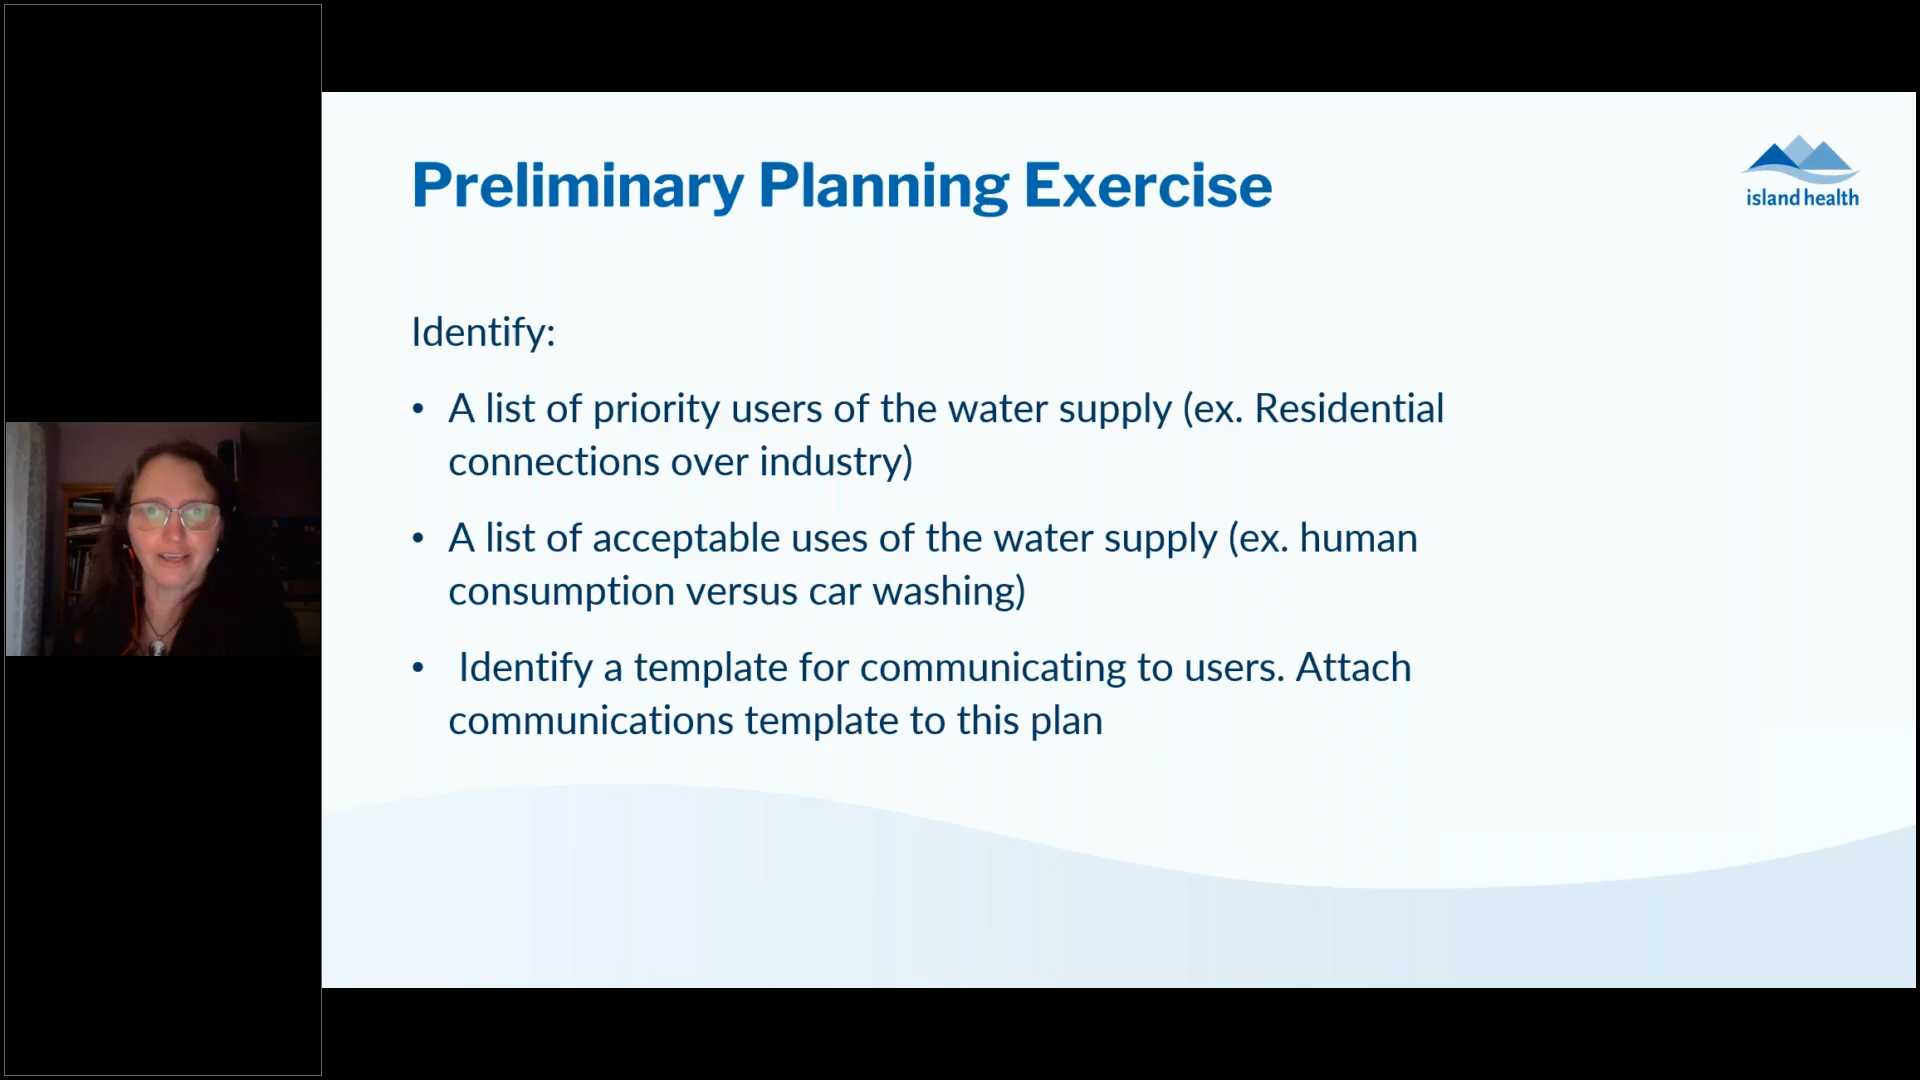 Preliminary Planning Exercise
island health
Identify:
• A list of priority users of the water supply (ex. Residential
connections over industry)
• A list of acceptable uses of the water supply (ex. human
consumption versus car washing)
• Identify a template for communicating to users. Attach
communications template to this plan